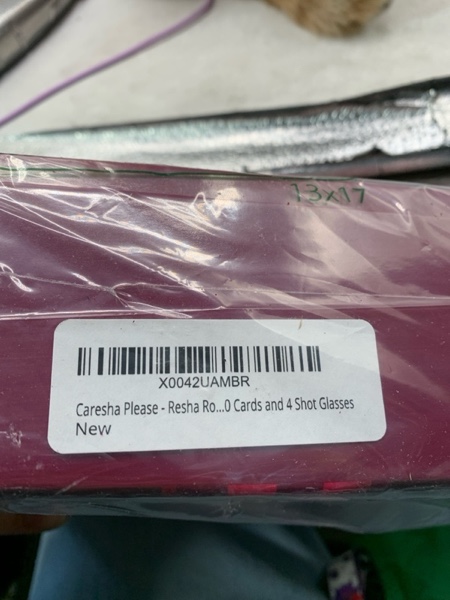 13x17
X0042UAMBR
Caresha Please - Resha Ro...0 Cards and 4 Shot Glasses
New